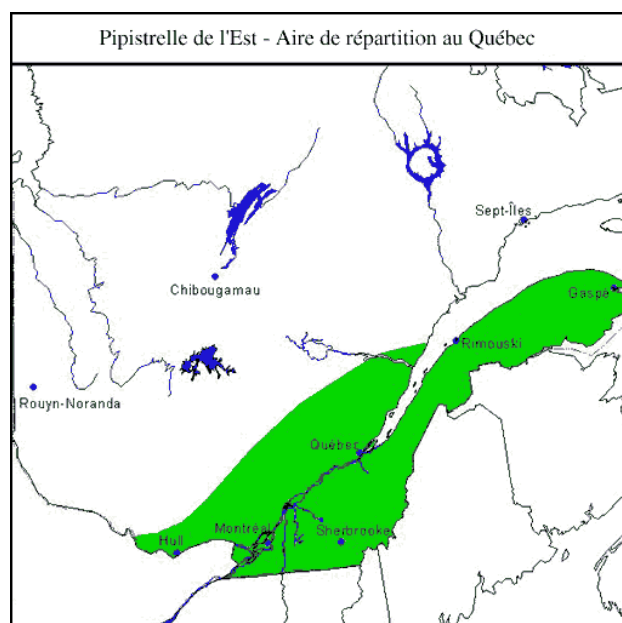 Pipistrelle de l'Est - Aire de répartition au Québec
Sept-Îles
Chibougamau
Gaspé
Rimouski
Rouyn-Noranda
Québec
Montréal
Sherbrooke
Hull